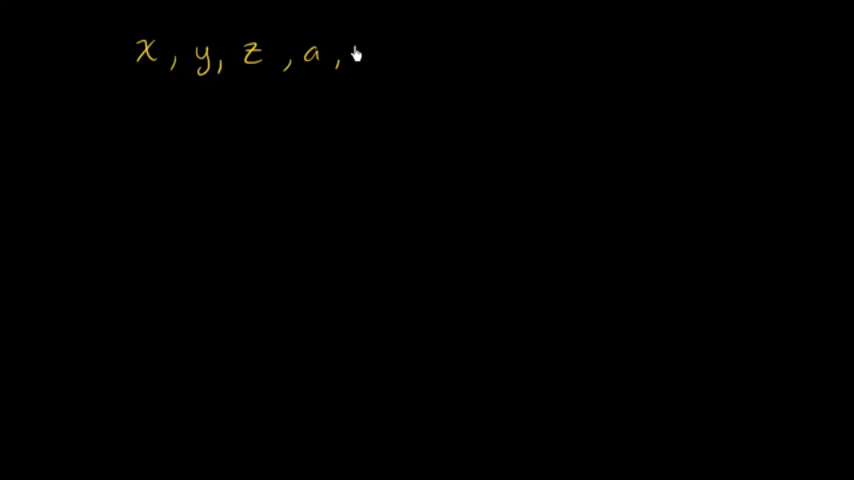 x, y, z, a,